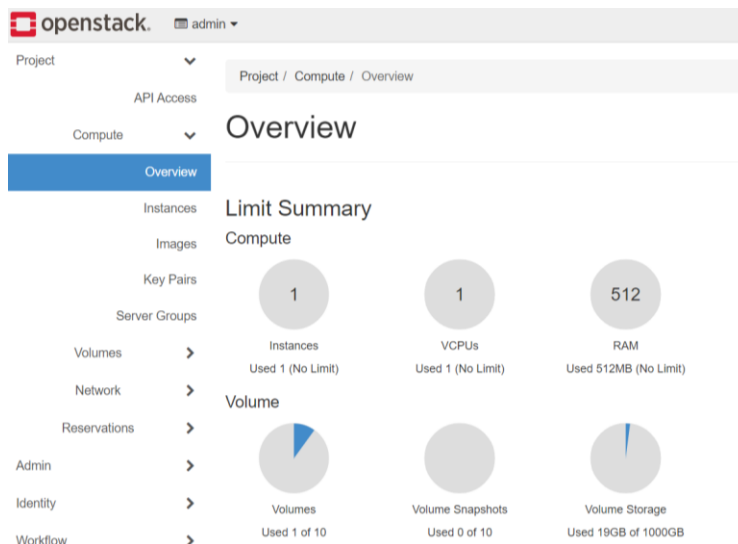 openstack. admin
Project
API Access
Compute
Overview
Instances
Images
Key Pairs
Server Groups
Volumes
Network
Reservations
Admin
Identity
Workflow
Project / Compute / Overview
Overview
Limit Summary
Compute
1 1 512
Instances VCPUs RAM
Used 1 (No Limit) Used 1 (No Limit) Used 512MB (No Limit)
Volume
Volumes Volume Snapshots Volume Storage
Used 1 of 10 Used 0 of 10 Used 19GB of 1000GB